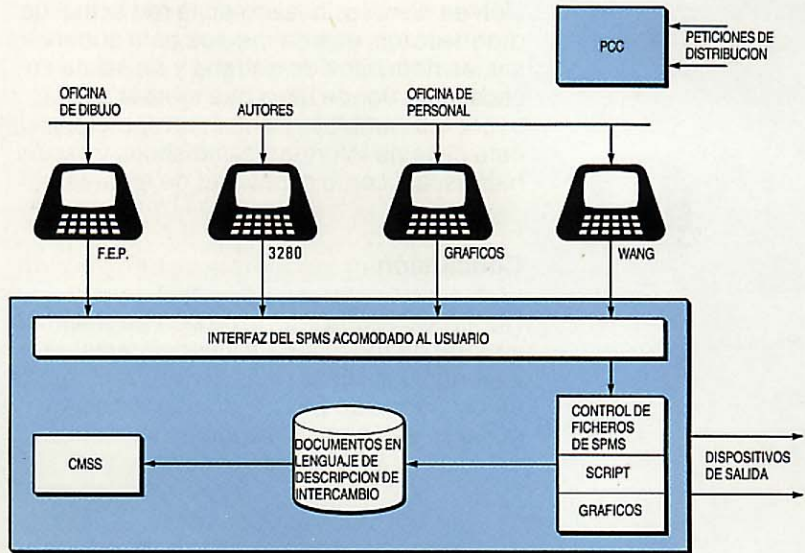 PCC
PETICIONES DE
DISTRIBUCION
OFICINA
DE DIBUJO
AUTORES
OFICINA DE
PERSONAL
F.E.P.
3280
GRAFICOS
WANG
INTERFAZ DEL SPMS ACOMODADO AL USUARIO
CMSS
DOCUMENTOS EN
LENGUAJE DE
DESCRIPCION DE
INTERCAMBIO
CONTROL DE
FICHEROS
DE SPMS
SCRIPT
GRAFICOS
DISPOSITIVOS
DE SALIDA